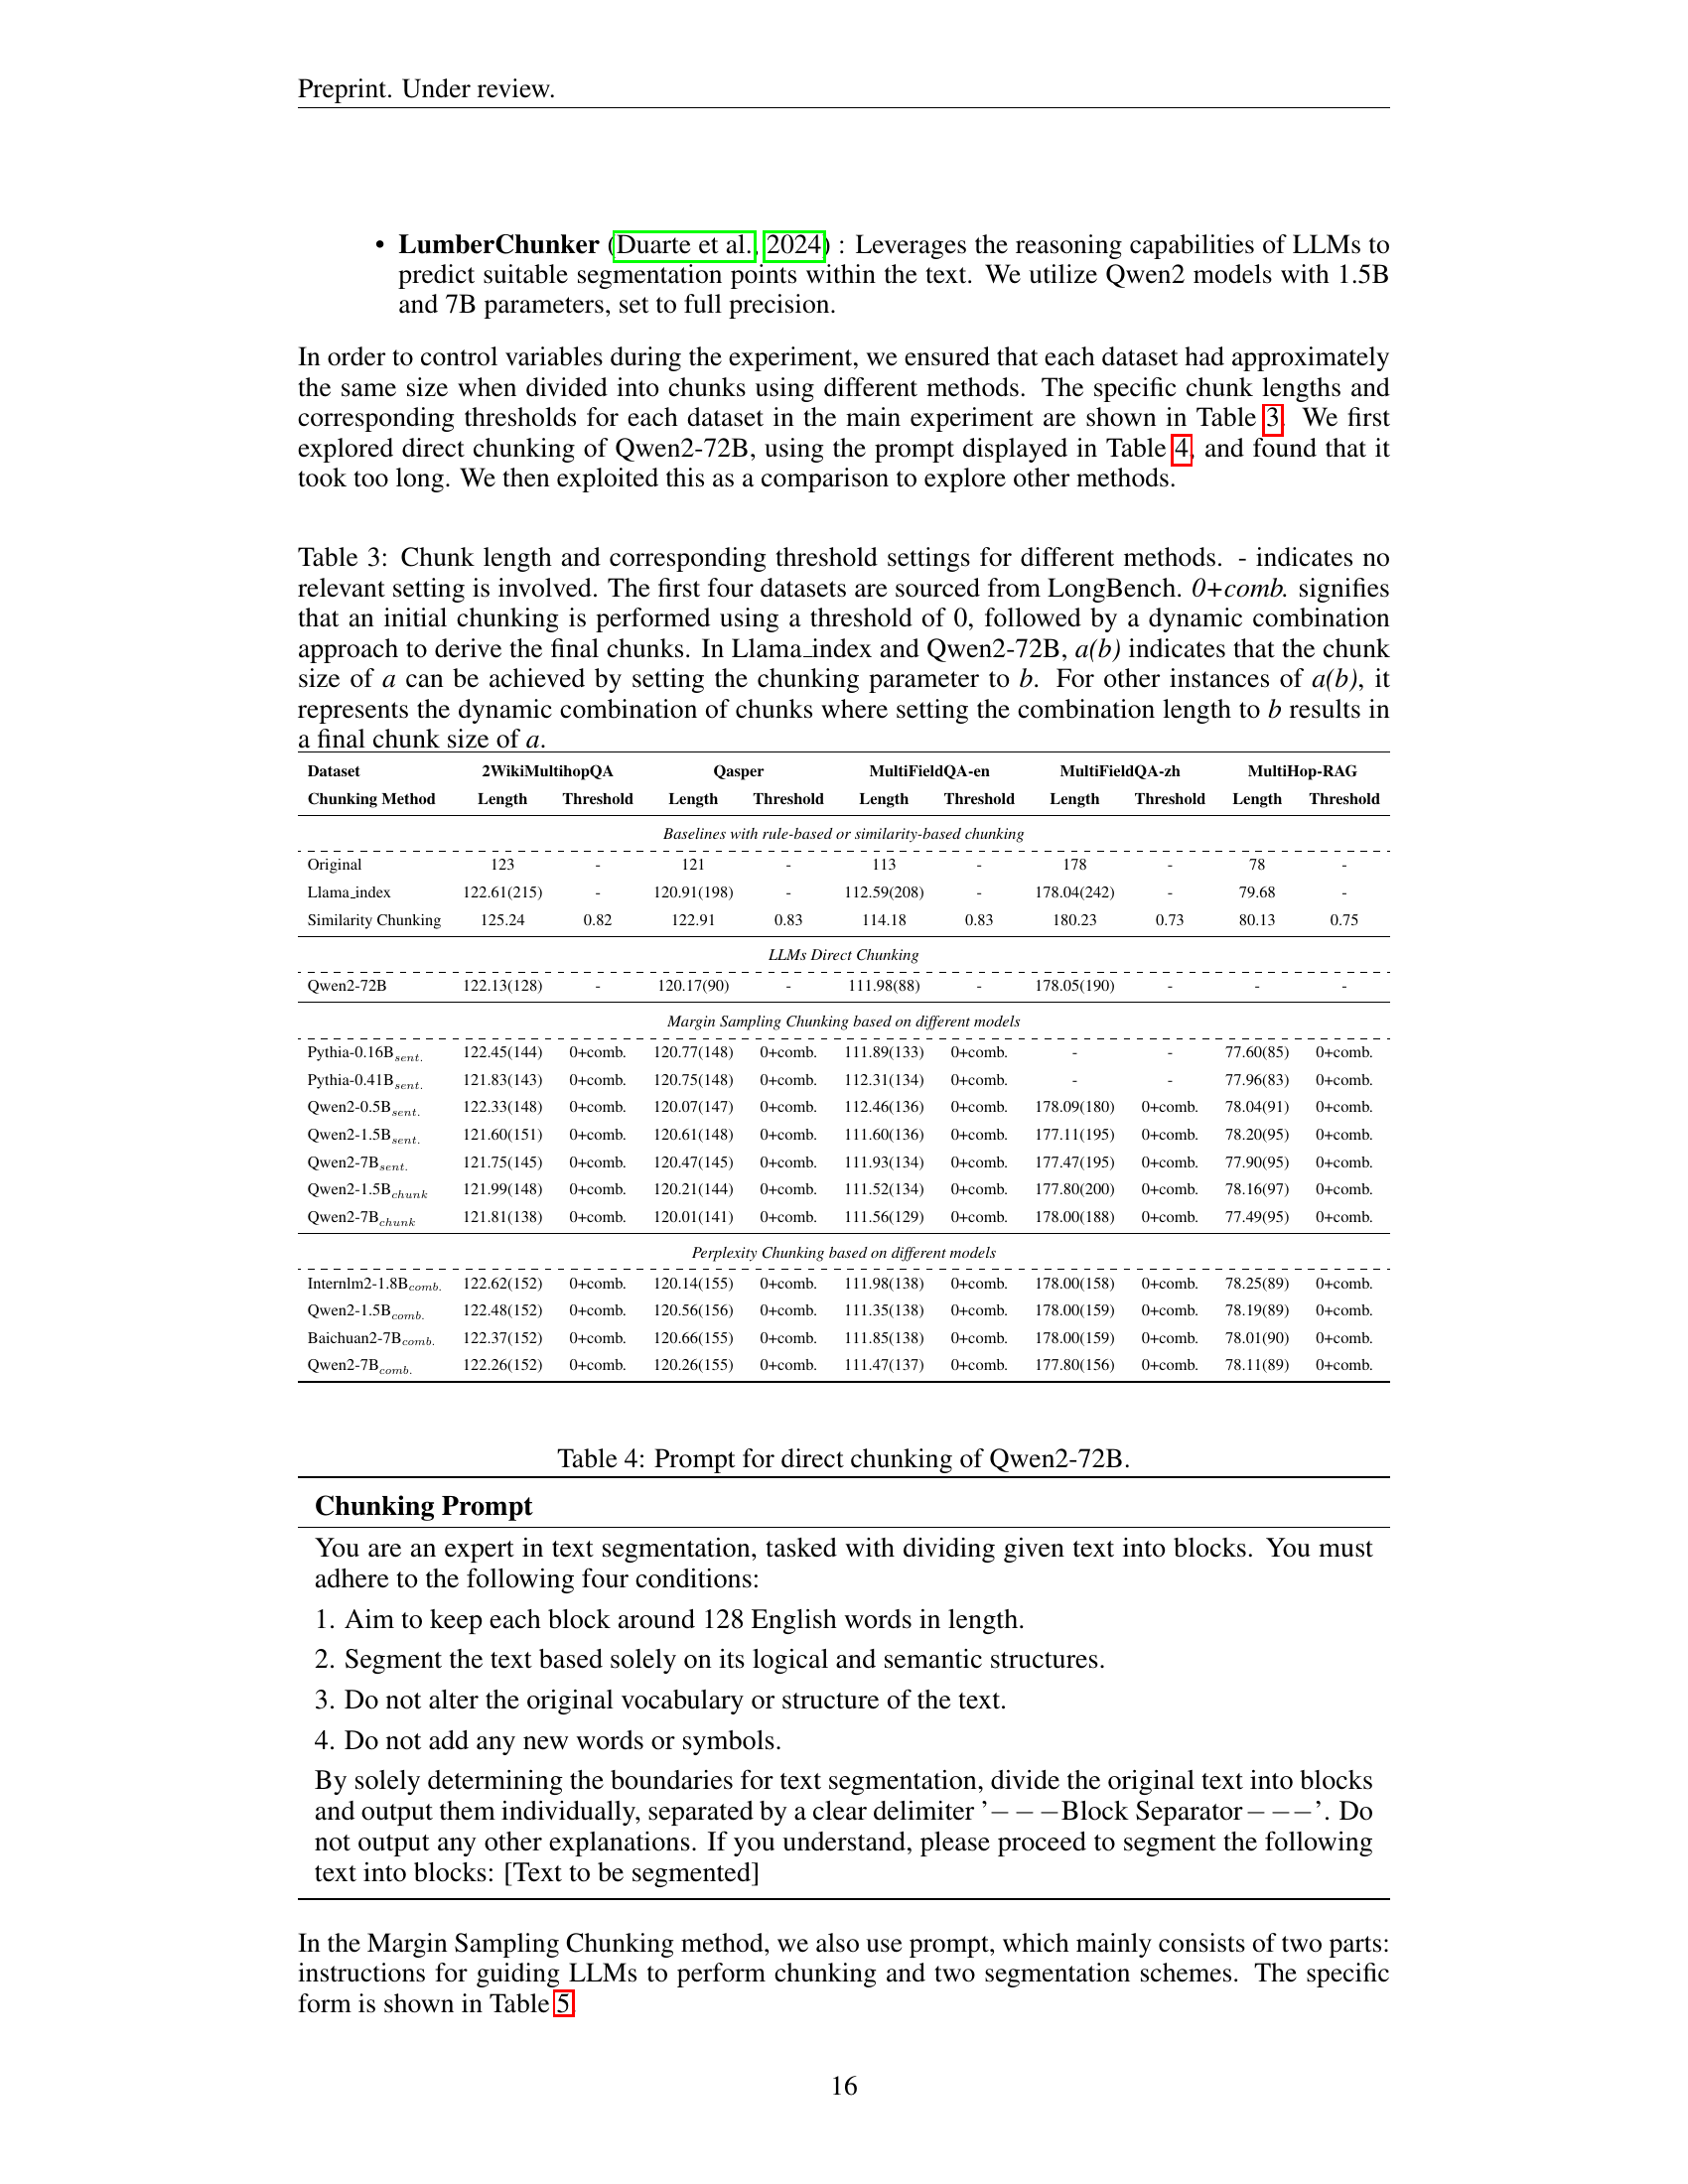 Preprint. Under review.
• LumberChunker (Duarte et al., 2024) : Leverages the reasoning capabilities of LLMs to
predict suitable segmentation points within the text. We utilize Qwen2 models with 1.5B
and 7B parameters, set to full precision.
In order to control variables during the experiment, we ensured that each dataset had approximately
the same size when divided into chunks using different methods. The specific chunk lengths and
corresponding thresholds for each dataset in the main experiment are shown in Table 3. We first
explored direct chunking of Qwen2-72B, using the prompt displayed in Table 4, and found that it
took too long. We then exploited this as a comparison to explore other methods.
Table 3: Chunk length and corresponding threshold settings for different methods. - indicates no
relevant setting is involved. The first four datasets are sourced from LongBench. 0+comb. signifies
that an initial chunking is performed using a threshold of 0, followed by a dynamic combination
approach to derive the final chunks. In Llama_index and Qwen2-72B, a(b) indicates that the chunk
size of a can be achieved by setting the chunking parameter to b. For other instances of a(b), it
represents the dynamic combination of chunks where setting the combination length to b results in
a final chunk size of a.
Dataset 2WikiMultihopQA Qasper MultiFieldQA-en MultiFieldQA-zh MultiHop-RAG
Chunking Method Length Threshold Length Threshold Length Threshold Length Threshold Length Threshold
Baselines with rule-based or similarity-based chunking
Original 123 - 121 - 113 - 178 - 78 -
Llama_index 122.61(215) - 120.91(198) - 112.59(208) - 178.04(242) - 79.68 -
Similarity Chunking 125.24 0.82 122.91 0.83 114.18 0.83 180.23 0.73 80.13 0.75
LLMs Direct Chunking
Qwen2-72B 122.13(128) - 120.17(90) - 111.98(88) - 178.05(190) - - -
Margin Sampling Chunking based on different models
Pythia-0.16Bsent. 122.45(144) 0+comb. 120.77(148) 0+comb. 111.89(133) 0+comb. - - 77.60(85) 0+comb.
Pythia-0.41Bsent. 121.83(143) 0+comb. 120.75(148) 0+comb. 112.31(134) 0+comb. - - 77.96(83) 0+comb.
Qwen2-0.5Bsent. 122.33(148) 0+comb. 120.07(147) 0+comb. 112.46(136) 0+comb. 178.09(180) 0+comb. 78.04(91) 0+comb.
Qwen2-1.5Bsent. 121.60(151) 0+comb. 120.61(148) 0+comb. 111.60(136) 0+comb. 177.11(195) 0+comb. 78.20(95) 0+comb.
Qwen2-7Bsent. 121.75(145) 0+comb. 120.47(145) 0+comb. 111.93(134) 0+comb. 177.47(195) 0+comb. 77.90(95) 0+comb.
Qwen2-1.5Bchunk 121.99(148) 0+comb. 120.21(144) 0+comb. 111.52(134) 0+comb. 177.80(200) 0+comb. 78.16(97) 0+comb.
Qwen2-7Bchunk 121.81(138) 0+comb. 120.01(141) 0+comb. 111.56(129) 0+comb. 178.00(188) 0+comb. 77.49(95) 0+comb.
Perplexity Chunking based on different models
Internlm2-1.8Bcomb. 122.62(152) 0+comb. 120.14(155) 0+comb. 111.98(138) 0+comb. 178.00(158) 0+comb. 78.25(89) 0+comb.
Qwen2-1.5Bcomb. 122.48(152) 0+comb. 120.56(156) 0+comb. 111.35(138) 0+comb. 178.00(159) 0+comb. 78.19(89) 0+comb.
Baichuan2-7Bcomb. 122.37(152) 0+comb. 120.66(155) 0+comb. 111.85(138) 0+comb. 178.00(159) 0+comb. 78.01(90) 0+comb.
Qwen2-7Bcomb. 122.26(152) 0+comb. 120.26(155) 0+comb. 111.47(137) 0+comb. 177.80(156) 0+comb. 78.11(89) 0+comb.
Table 4: Prompt for direct chunking of Qwen2-72B.
Chunking Prompt
You are an expert in text segmentation, tasked with dividing given text into blocks. You must
adhere to the following four conditions:
1. Aim to keep each block around 128 English words in length.
2. Segment the text based solely on its logical and semantic structures.
3. Do not alter the original vocabulary or structure of the text.
4. Do not add any new words or symbols.
By solely determining the boundaries for text segmentation, divide the original text into blocks
and output them individually, separated by a clear delimiter ’−−−Block Separator−−−’. Do
not output any other explanations. If you understand, please proceed to segment the following
text into blocks: [Text to be segmented]
In the Margin Sampling Chunking method, we also use prompt, which mainly consists of two parts:
instructions for guiding LLMs to perform chunking and two segmentation schemes. The specific
form is shown in Table 5.
16